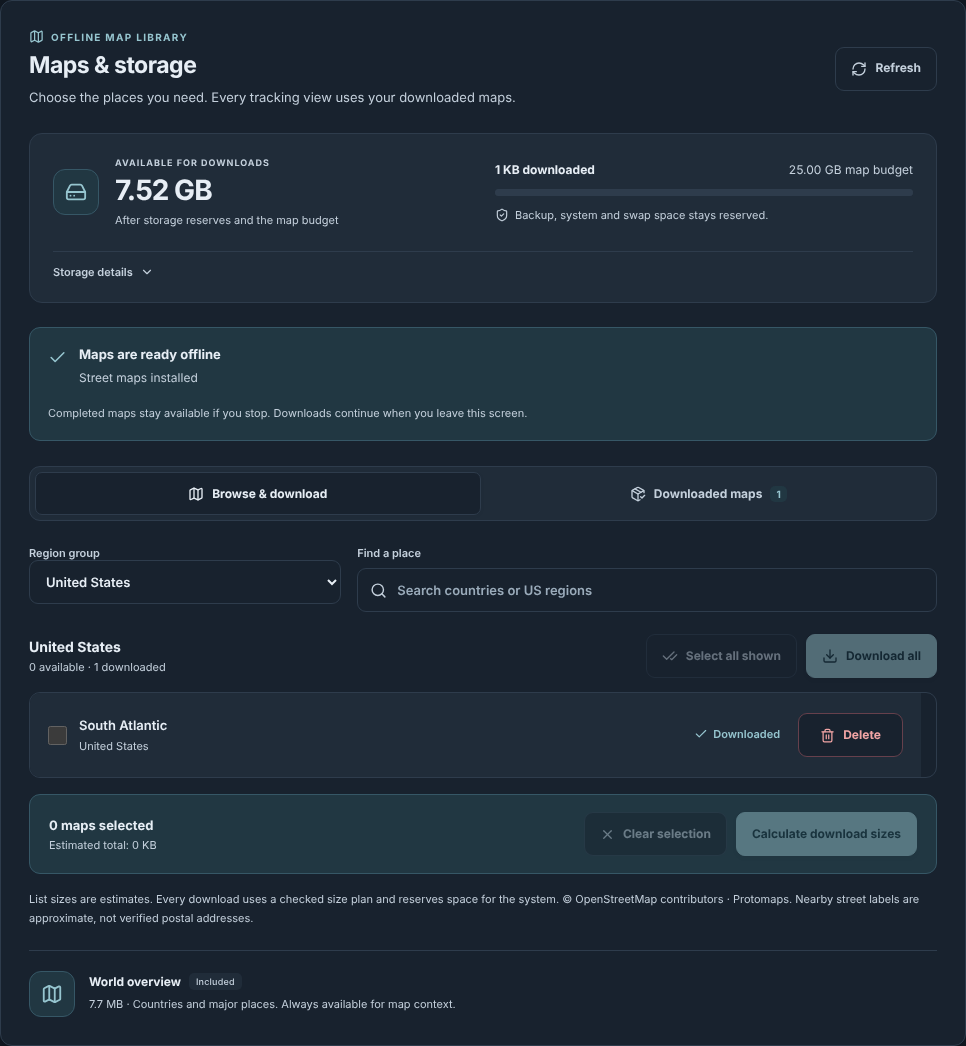 OFFLINE MAP LIBRARY
Maps & storage
Refresh
Choose the places you need. Every tracking view uses your downloaded maps.
AVAILABLE FOR DOWNLOADS
7.52 GB
After storage reserves and the map budget
1 KB downloaded
25.00 GB map budget
Backup, system and swap space stays reserved.
Storage details
Maps are ready offline
Street maps installed
Completed maps stay available if you stop. Downloads continue when you leave this screen.
Browse & download
Downloaded maps 1
Region group
United States
Find a place
Search countries or US regions
United States
0 available · 1 downloaded
Select all shown
Download all
South Atlantic
United States
Downloaded
Delete
0 maps selected
Estimated total: 0 KB
Clear selection
Calculate download sizes
List sizes are estimates. Every download uses a checked size plan and reserves space for the system. © OpenStreetMap contributors · Protomaps. Nearby street labels are
approximate, not verified postal addresses.
World overview Included
7.7 MB · Countries and major places. Always available for map context.